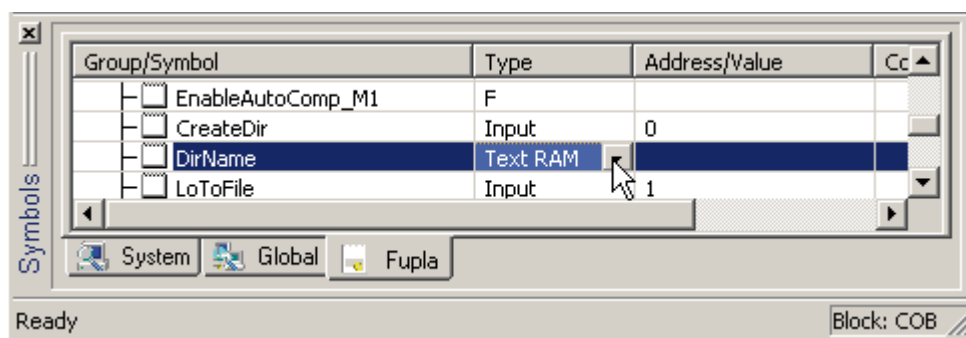 Group/Symbol Type Address/Value Cc
EnableAutoComp_M1 F
CreateDir Input 0
DirName Text RAM
LoToFile Input 1
Symbols
System Global Fupla
Ready Block: COB